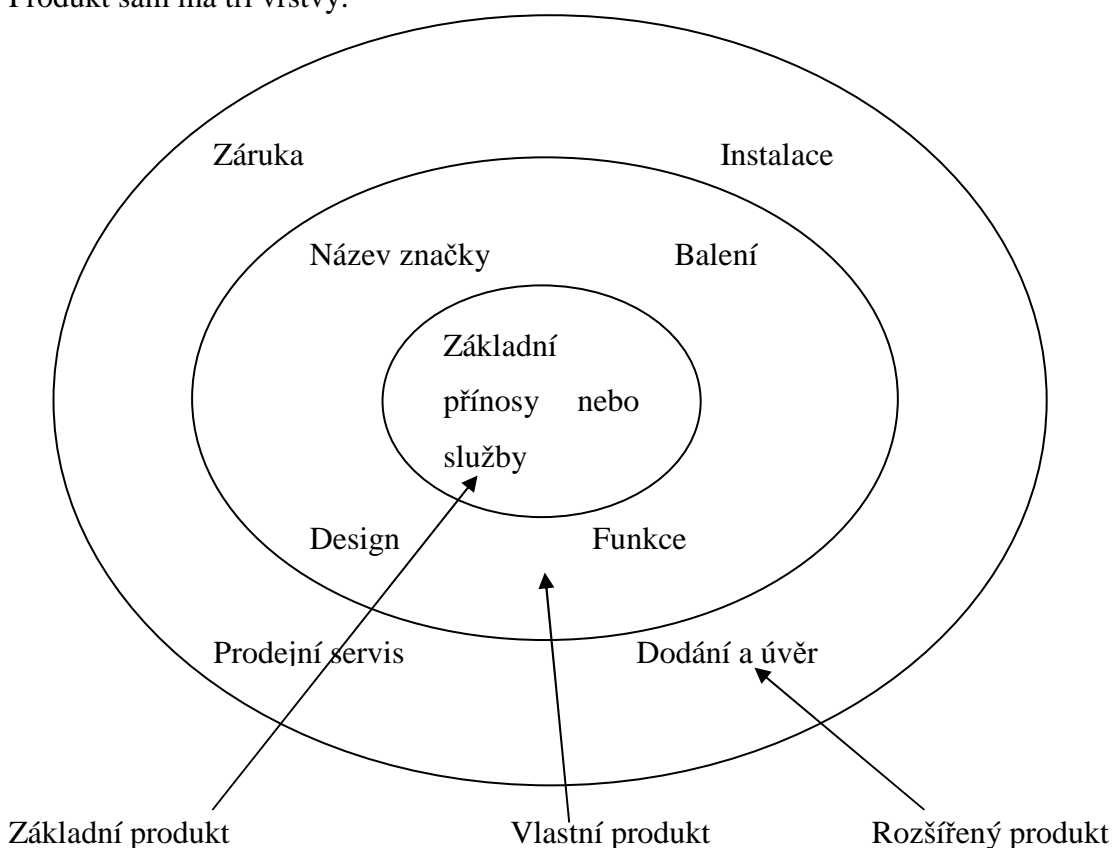 Produkt sám má tři vrstvy:
Záruka Instalace
Název značky Balení
Základní
přínosy nebo
služby
Design Funkce
Prodejní servis Dodání a úvěr
Základní produkt Vlastní produkt Rozšířený produkt